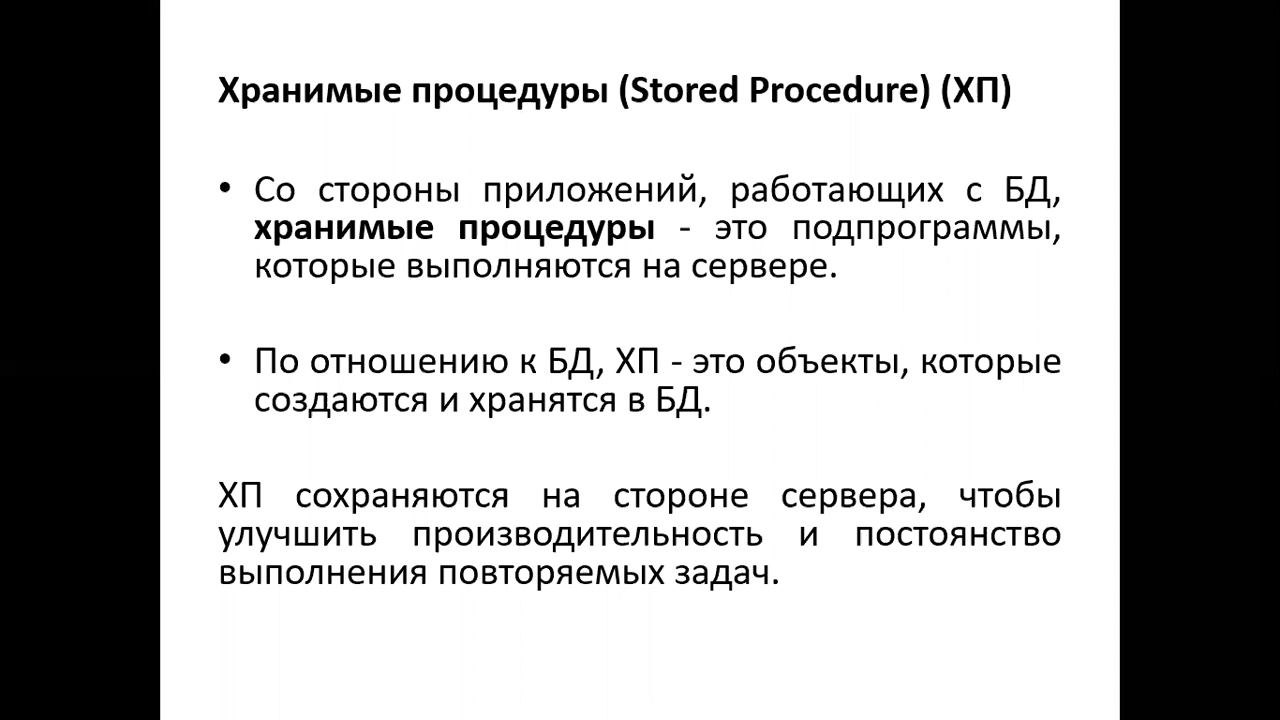 Хранимые процедуры (Stored Procedure) (ХП)
• Со стороны приложений, работающих с БД,
хранимые процедуры - это подпрограммы,
которые выполняются на сервере.
• По отношению к БД, ХП - это объекты, которые
создаются и хранятся в БД.
ХП сохраняются на стороне сервера, чтобы
улучшить производительность и постоянство
выполнения повторяемых задач.